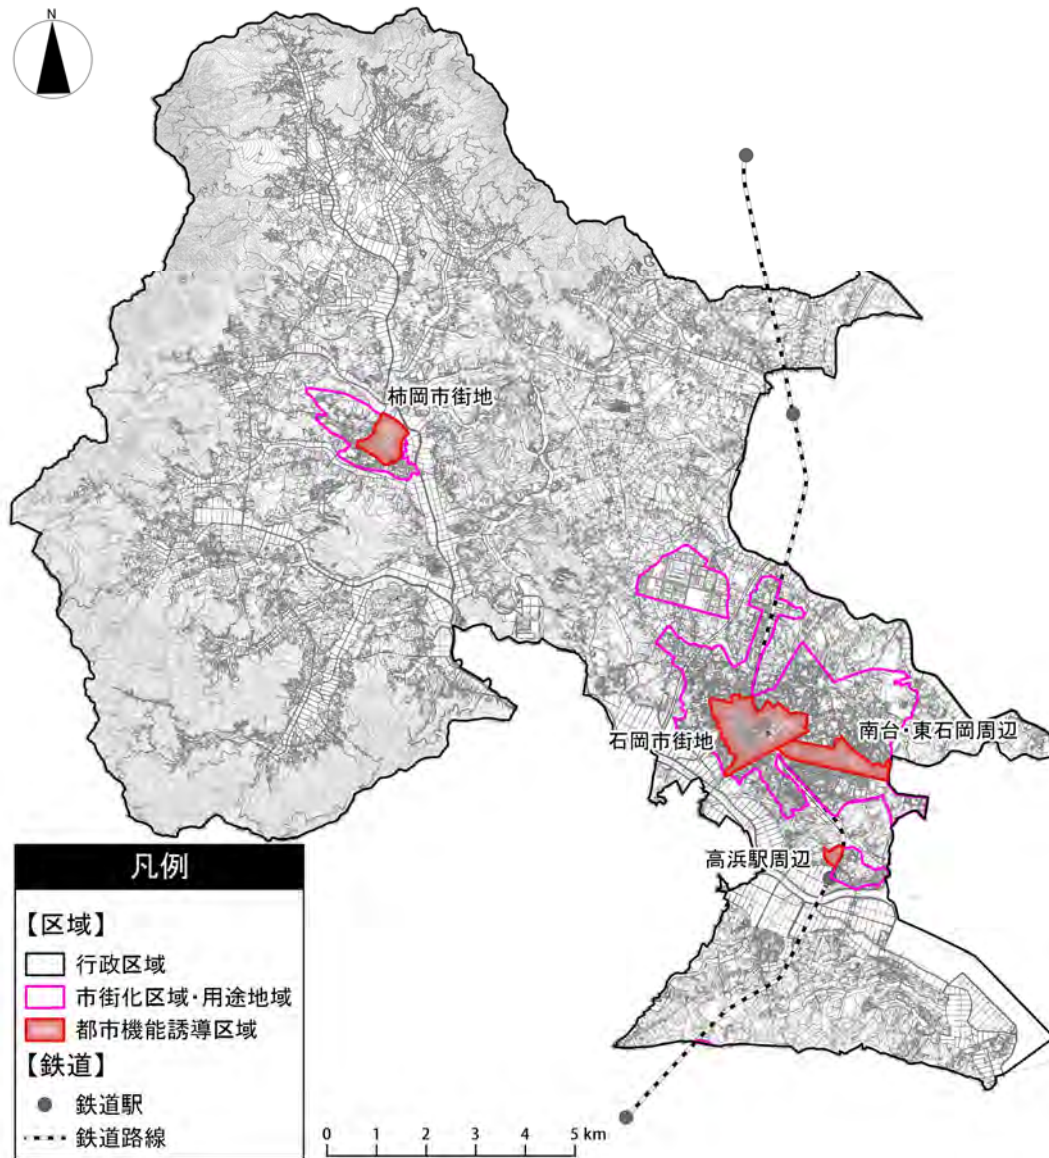 N
柿岡市街地
石岡市街地
南台・東石岡周辺
高浜駅周辺
凡例
【区域】
行政区域
市街化区域・用途地域
都市機能誘導区域
【鉄道】
鉄道駅
鉄道路線
0 1 2 3 4 5 km